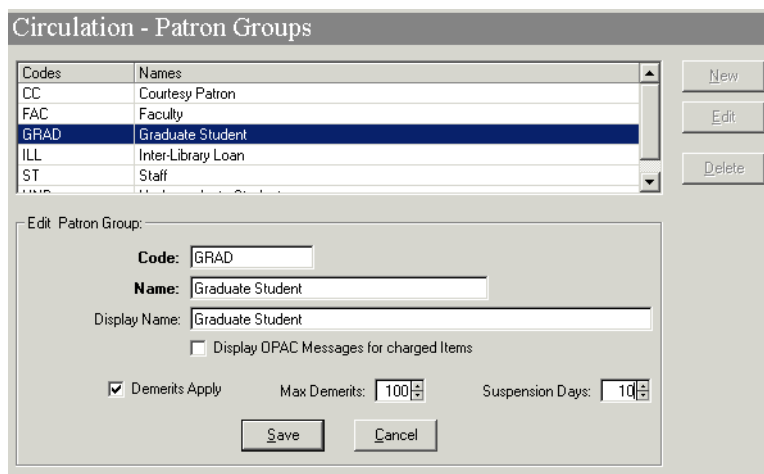 Circulation - Patron Groups
Codes Names
CC Courtesy Patron
FAC Faculty
GRAD Graduate Student
ILL Inter-Library Loan
ST Staff
New
Edit
Delete
Edit Patron Group:
Code: GRAD
Name: Graduate Student
Display Name: Graduate Student
Display OPAC Messages for charged Items
Demerits Apply Max Demerits: 100 Suspension Days: 10
Save Cancel